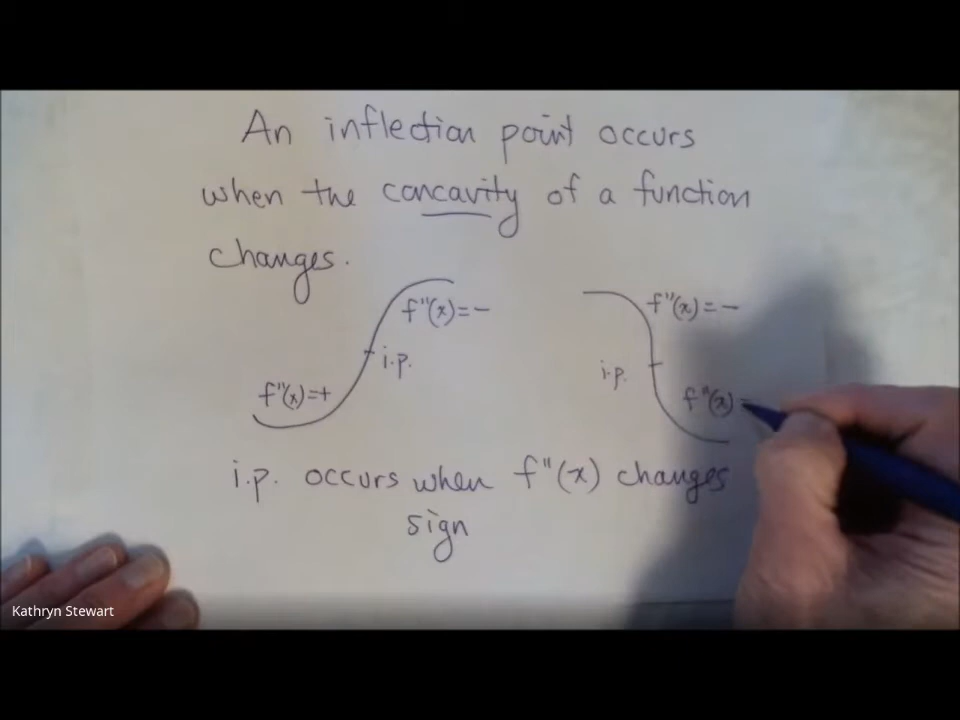 An inflection point occurs
when the concavity of a function
changes.
f"(x)=-
f"(x)=-
i.p.
i.p.
f"(x)=+
f"(x)=
i.p. occurs when f"(x) changes
sign
Kathryn Stewart